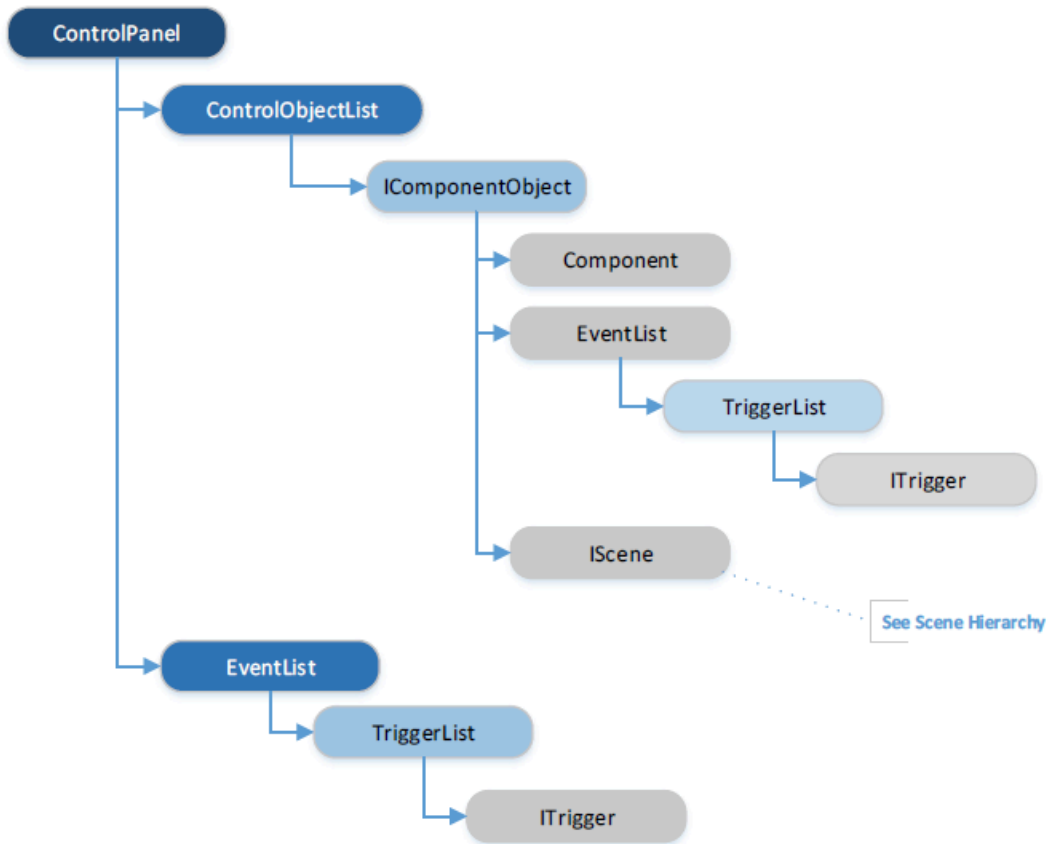 ControlPanel
ControlObjectList
IComponentObject
Component
EventList
TriggerList
ITrigger
IScene
See Scene Hierarchy
EventList
TriggerList
ITrigger